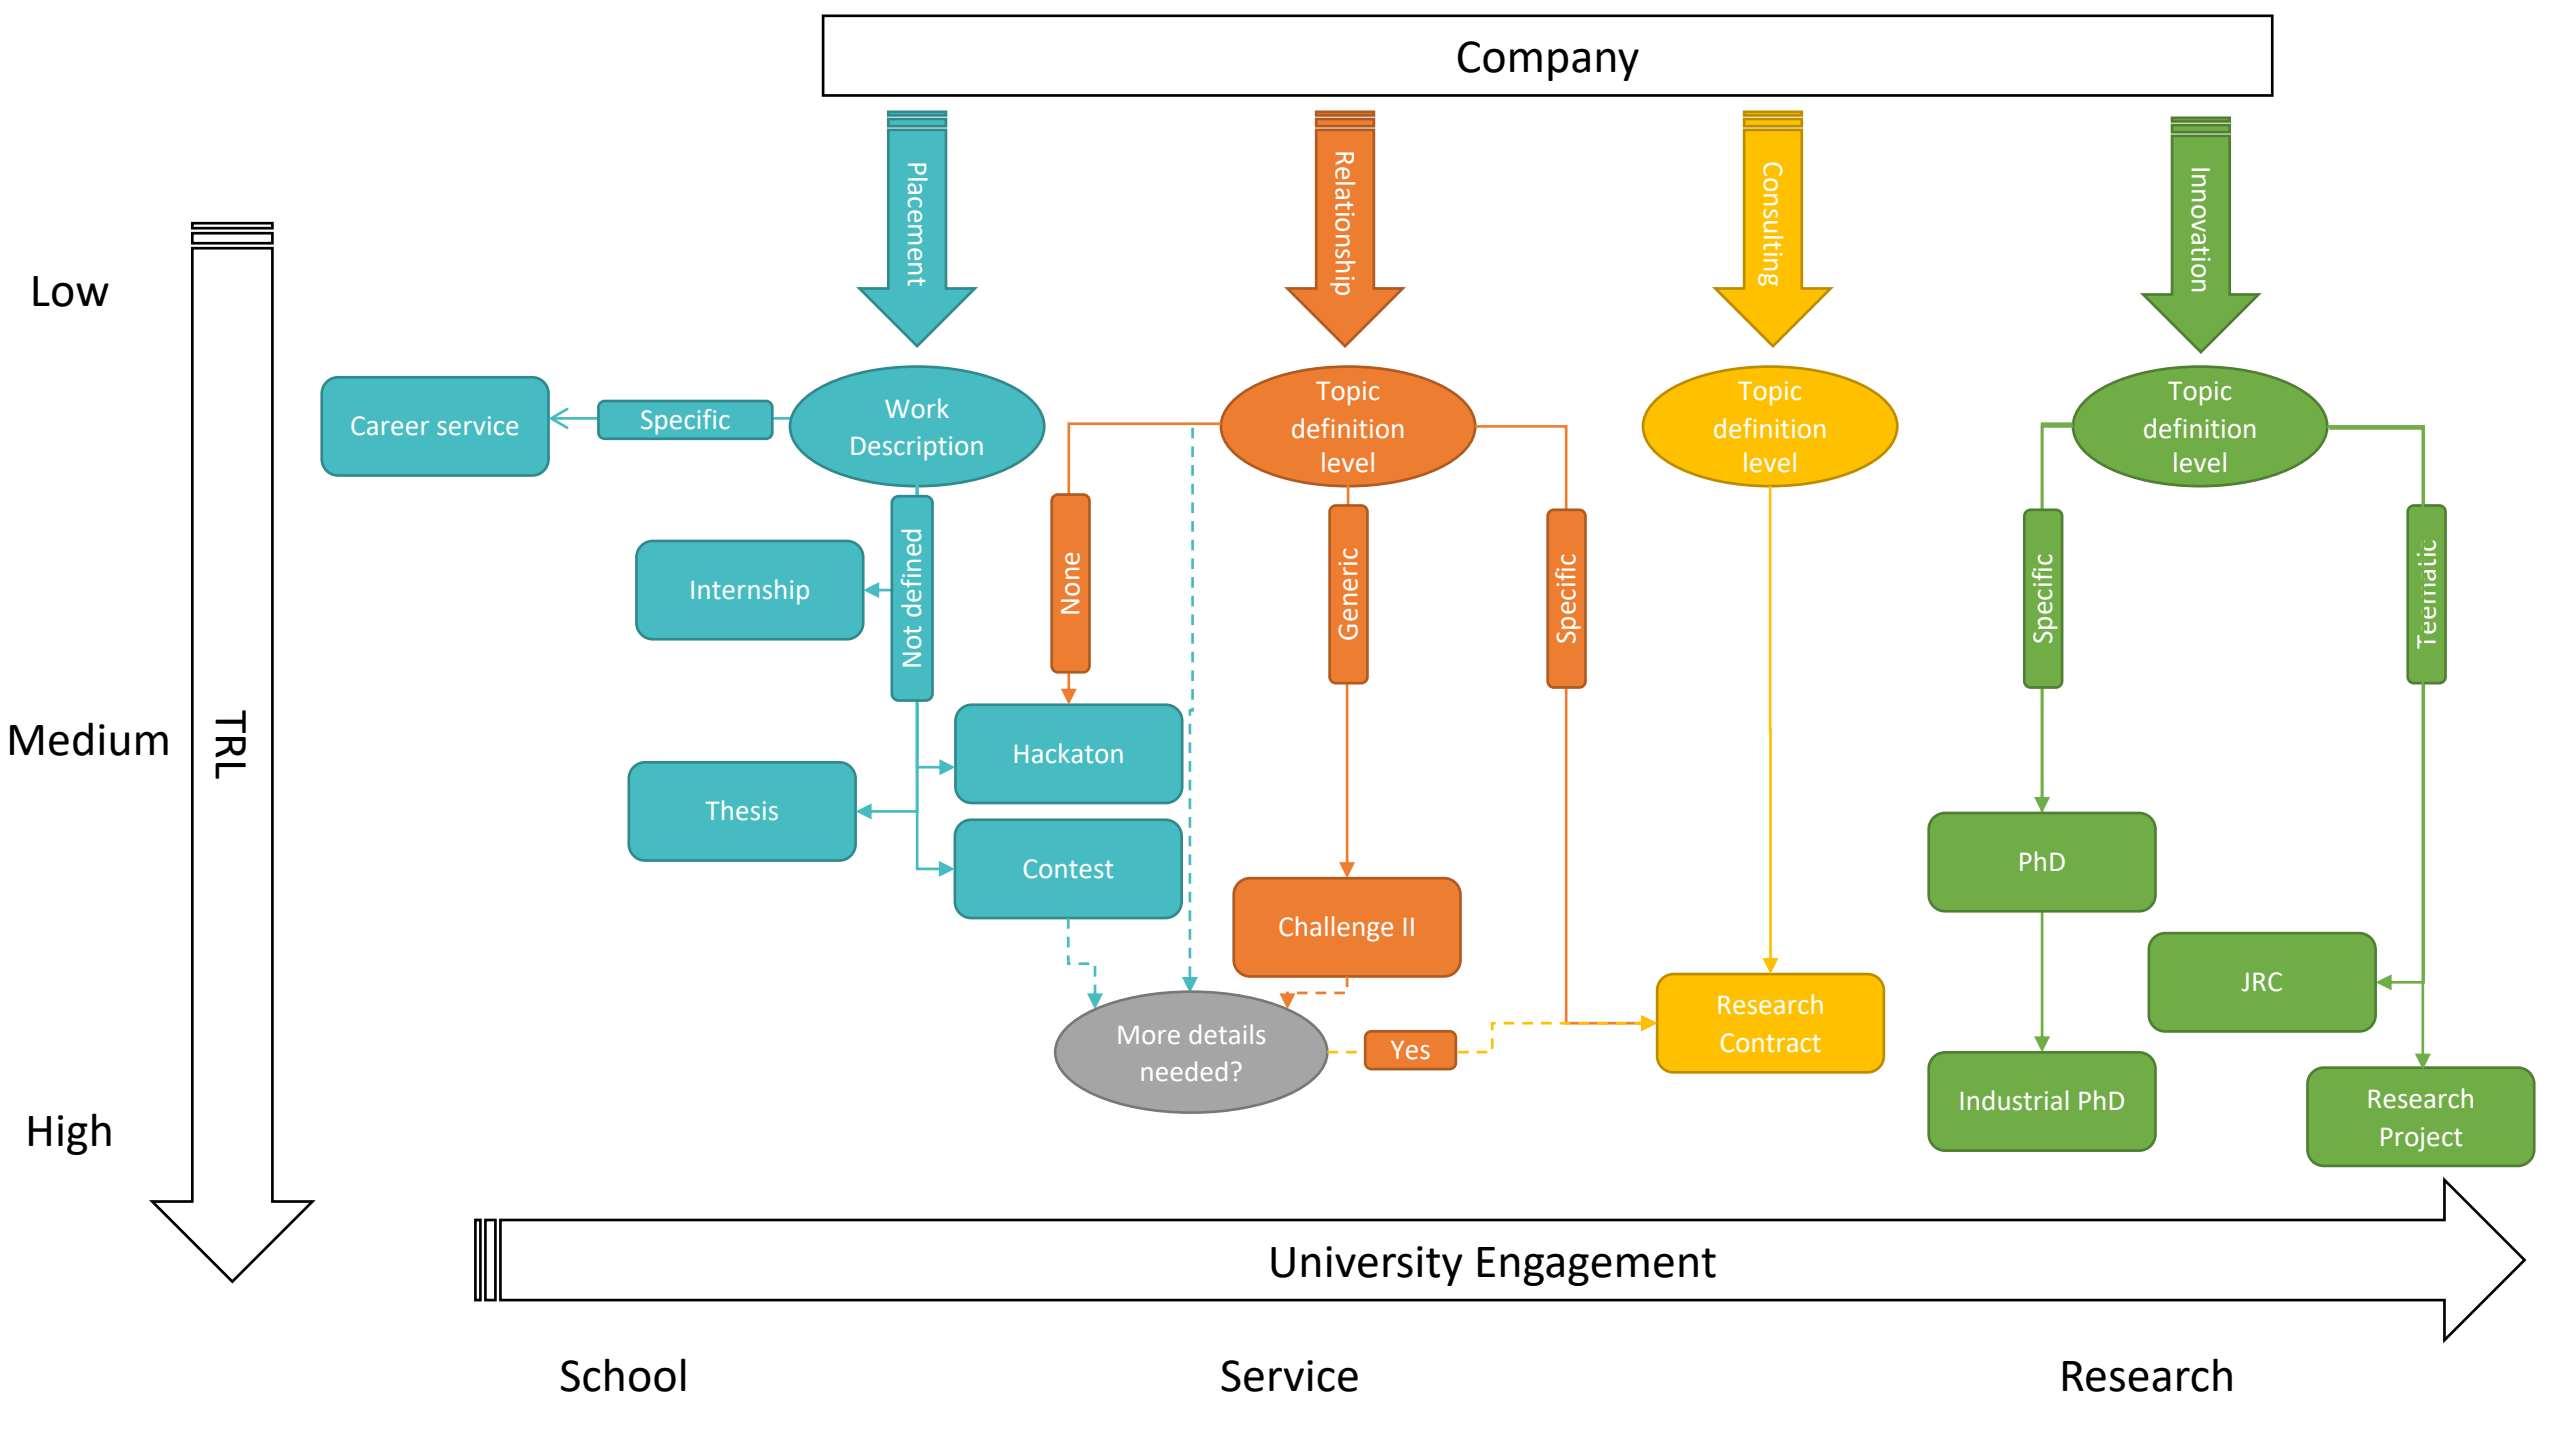 Company
Placement
Relationship
Consulting
Innovation
Low
Career service
Specific
Work
Description
Topic
definition
level
Topic
definition
level
Topic
definition
level
Internship
Not defined
None
Generic
Specific
Specific
Teematic
Medium
TRL
Hackaton
Thesis
Contest
PhD
Challenge II
JRC
Research
Contract
More details
needed?
Yes
Industrial PhD
Research
Project
High
University Engagement
School
Service
Research